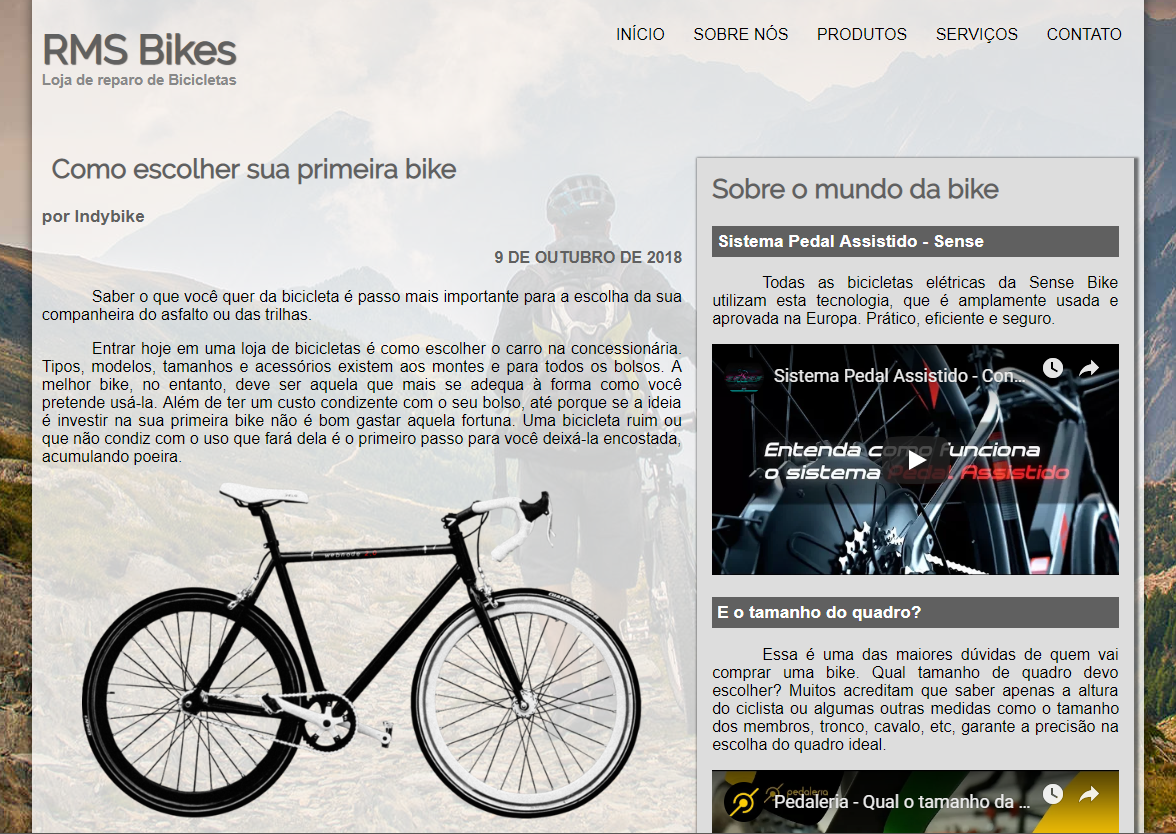 RMS Bikes
Loja de reparo de Bicicletas
INÍCIO SOBRE NÓS PRODUTOS SERVIÇOS CONTATO
Como escolher sua primeira bike
por Indybike
9 DE OUTUBRO DE 2018
Saber o que você quer da bicicleta é passo mais importante para a escolha da sua
companheira do asfalto ou das trilhas.
Entrar hoje em uma loja de bicicletas é como escolher o carro na concessionária.
Tipos, modelos, tamanhos e acessórios existem aos montes e para todos os bolsos. A
melhor bike, no entanto, deve ser aquela que mais se adequa à forma como você
pretende usá-la. Além de ter um custo condizente com o seu bolso, até porque se a ideia
é investir na sua primeira bike não é bom gastar aquela fortuna. Uma bicicleta ruim ou
que não condiz com o uso que fará dela é o primeiro passo para você deixá-la encostada,
acumulando poeira.
webnode 2.0
Sobre o mundo da bike
Sistema Pedal Assistido - Sense
Todas as bicicletas elétricas da Sense Bike
utilizam esta tecnologia, que é amplamente usada e
aprovada na Europa. Prático, eficiente e seguro.
Sistema Pedal Assistido - Con...
Entenda como funciona
o sistema Pedal Assistido
E o tamanho do quadro?
Essa é uma das maiores dúvidas de quem vai
comprar uma bike. Qual tamanho de quadro devo
escolher? Muitos acreditam que saber apenas a altura
do ciclista ou algumas outras medidas como o tamanho
dos membros, tronco, cavalo, etc, garante a precisão na
escolha do quadro ideal.
pedaleria
Pedaleria - Qual o tamanho da ...